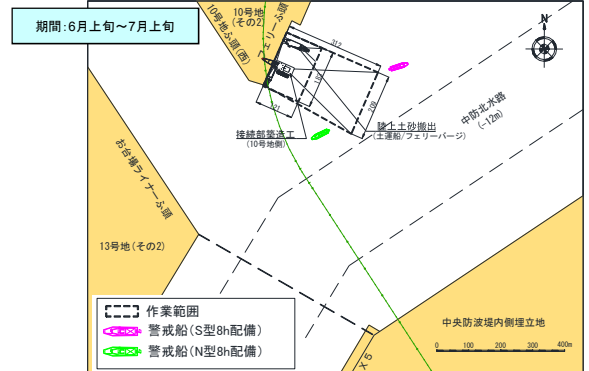 期間:6月上旬～7月上旬
10号地
(その2)
10号地ふ頭(西)
フェリーふ頭
312
209
121
N
中防北水路
(-12m)
接続部築造工
(10号地側)
陸上土砂搬出
(土運船/フェリーバージ)
お台場ライナーふ頭
13号地(その2)
作業範囲
警戒船(S型8h配備)
警戒船(N型8h配備)
中央防波堤内側埋立地
0 100 200 300 400m
X5